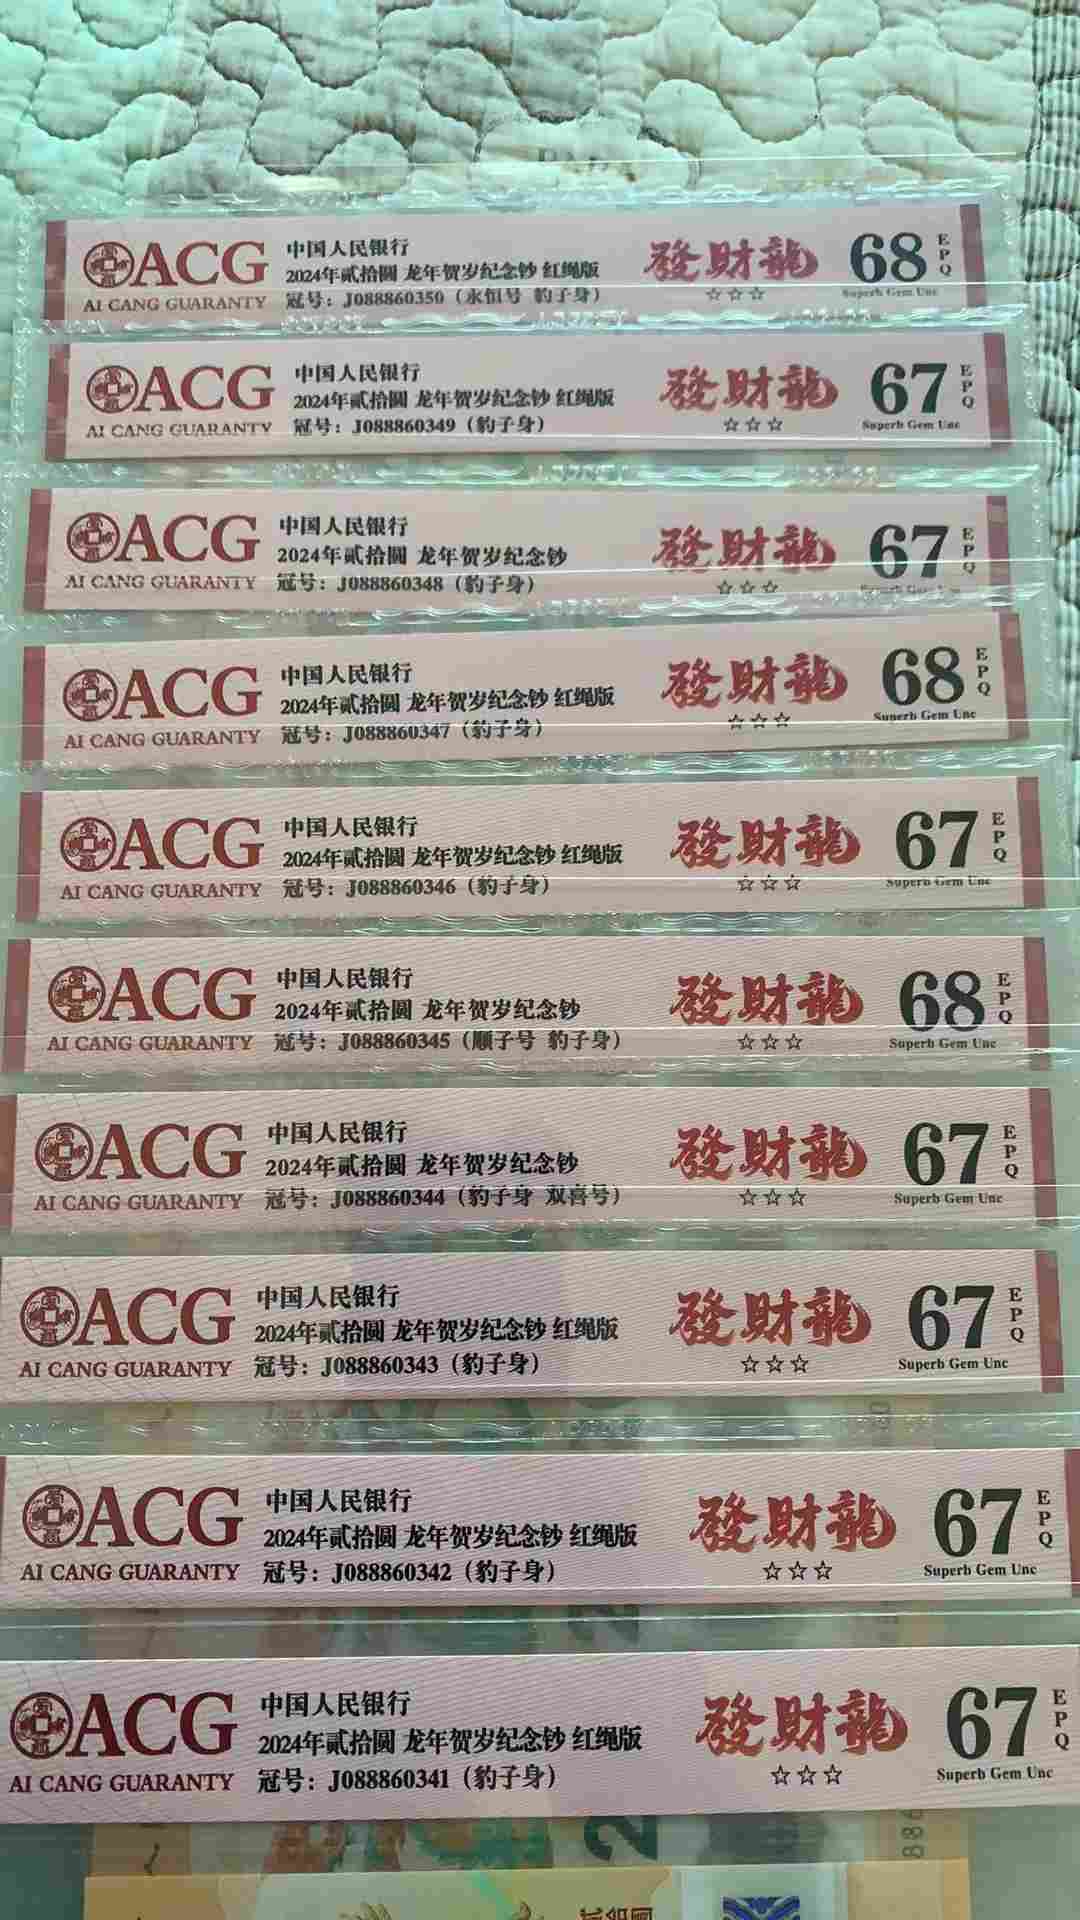 ACG
AI CANG GUARANTY
中国人民银行
2024年贰拾圆 龙年贺岁纪念钞 红绳版
冠号：J088860350（永恒号 豹子身）
發財龍
☆☆☆
68
EPQ
Superb Gem Unc
ACG
AI CANG GUARANTY
中国人民银行
2024年贰拾圆 龙年贺岁纪念钞 红绳版
冠号：J088860349（豹子身）
發財龍
☆☆☆
67
EPQ
Superb Gem Unc
ACG
AI CANG GUARANTY
中国人民银行
2024年贰拾圆 龙年贺岁纪念钞
冠号：J088860348（豹子身）
發財龍
☆☆☆
67
EPQ
ACG
AI CANG GUARANTY
中国人民银行
2024年贰拾圆 龙年贺岁纪念钞 红绳版
冠号：J088860347（豹子身）
發財龍
☆☆☆
68
EPQ
Superb Gem Unc
ACG
AI CANG GUARANTY
中国人民银行
2024年贰拾圆 龙年贺岁纪念钞 红绳版
冠号：J088860346（豹子身）
發財龍
☆☆☆
67
EPQ
Superb Gem Unc
ACG
AI CANG GUARANTY
中国人民银行
2024年贰拾圆 龙年贺岁纪念钞
冠号：J088860345（顺子号 豹子身）
發財龍
☆☆☆
68
EPQ
Superb Gem Unc
ACG
AI CANG GUARANTY
中国人民银行
2024年贰拾圆 龙年贺岁纪念钞
冠号：J088860344（豹子身 双喜号）
發財龍
☆☆☆
67
EPQ
Superb Gem Unc
ACG
AI CANG GUARANTY
中国人民银行
2024年贰拾圆 龙年贺岁纪念钞 红绳版
冠号：J088860343（豹子身）
發財龍
☆☆☆
67
EPQ
Superb Gem Unc
ACG
AI CANG GUARANTY
中国人民银行
2024年贰拾圆 龙年贺岁纪念钞 红绳版
冠号：J088860342（豹子身）
發財龍
☆☆☆
67
EPQ
Superb Gem Unc
ACG
AI CANG GUARANTY
中国人民银行
2024年贰拾圆 龙年贺岁纪念钞 红绳版
冠号：J088860341（豹子身）
發財龍
☆☆☆
67
EPQ
Superb Gem Unc